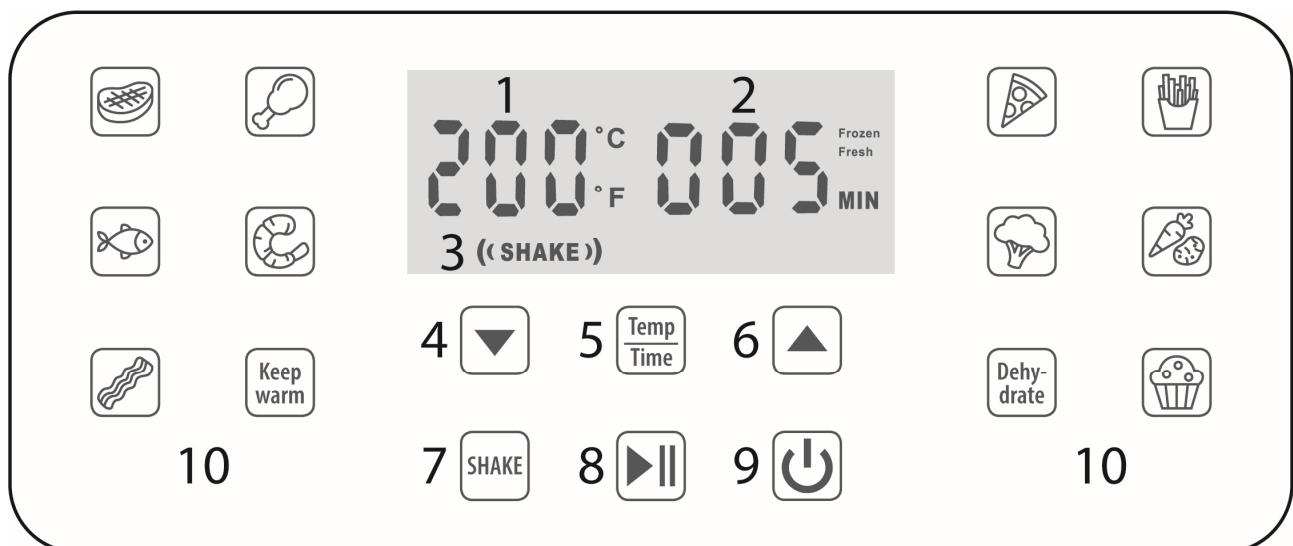 1
2
200 °C
°F
005
Frozen
Fresh
MIN
3 ((SHAKE))
4
5 Temp
Time
6
Keep
warm
Dehy-
drate
10
7 SHAKE
8
9
10